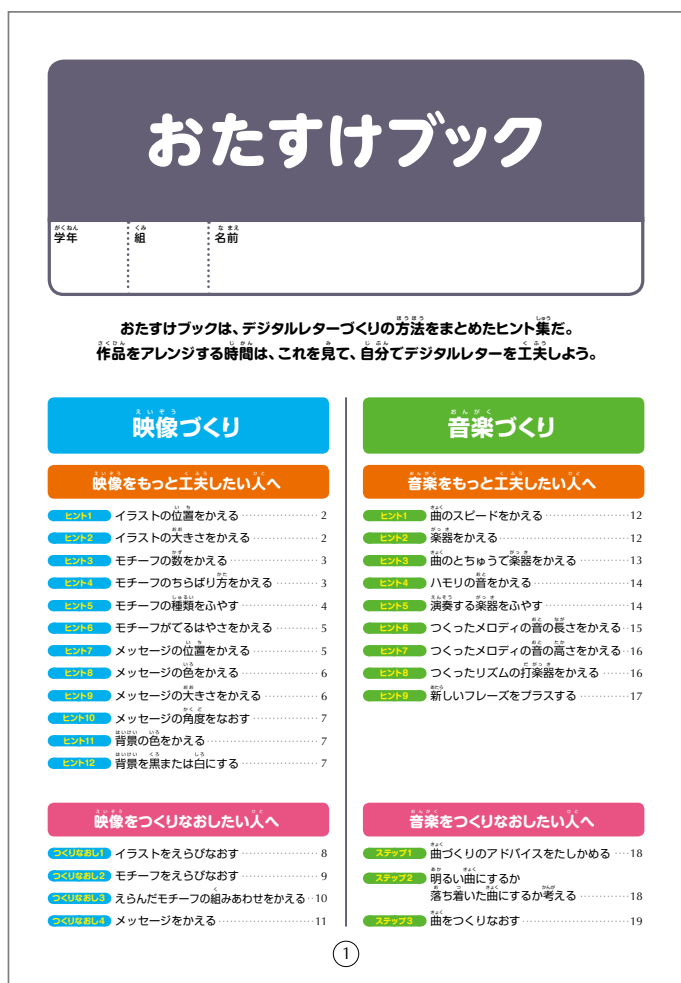 おたすけブック
学年 組 名前
おたすけブックは、デジタルレターづくりの方法をまとめたヒント集だ。
作品をアレンジする時間は、これを見て、自分でデジタルレターを工夫しよう。
映像づくり
映像をもっと工夫したい人へ
ヒント1 イラストの位置をかえる 2
ヒント2 イラストの大きさをかえる 2
ヒント3 モチーフの数をかえる 3
ヒント4 モチーフのちらばり方をかえる 3
ヒント5 モチーフの種類をふやす 4
ヒント6 モチーフがでるはやさをかえる 5
ヒント7 メッセージの位置をかえる 5
ヒント8 メッセージの色をかえる 6
ヒント9 メッセージの大きさをかえる 6
ヒント10 メッセージの角度をなおす 7
ヒント11 背景の色をかえる 7
ヒント12 背景を黒または白にする 7
映像をつくりなおしたい人へ
つくりなおし1 イラストをえらびなおす 8
つくりなおし2 モチーフをえらびなおす 9
つくりなおし3 えらんだモチーフの組みあわせをかえる 10
つくりなおし4 メッセージをかえる 11
音楽づくり
音楽をもっと工夫したい人へ
ヒント1 曲のスピードをかえる 12
ヒント2 楽器をかえる 12
ヒント3 曲のとちゅうで楽器をかえる 13
ヒント4 ハモリの音をかえる 14
ヒント5 演奏する楽器をふやす 14
ヒント6 つくったメロディの音の長さをかえる 15
ヒント7 つくったメロディの音の高さをかえる 16
ヒント8 つくったリズムの打楽器をかえる 16
ヒント9 新しいフレーズをプラスする 17
音楽をつくりなおしたい人へ
ステップ1 曲づくりのアドバイスをたしかめる 18
ステップ2 明るい曲にするか
落ち着いた曲にするか考える 18
ステップ3 曲をつくりなおす 19
1